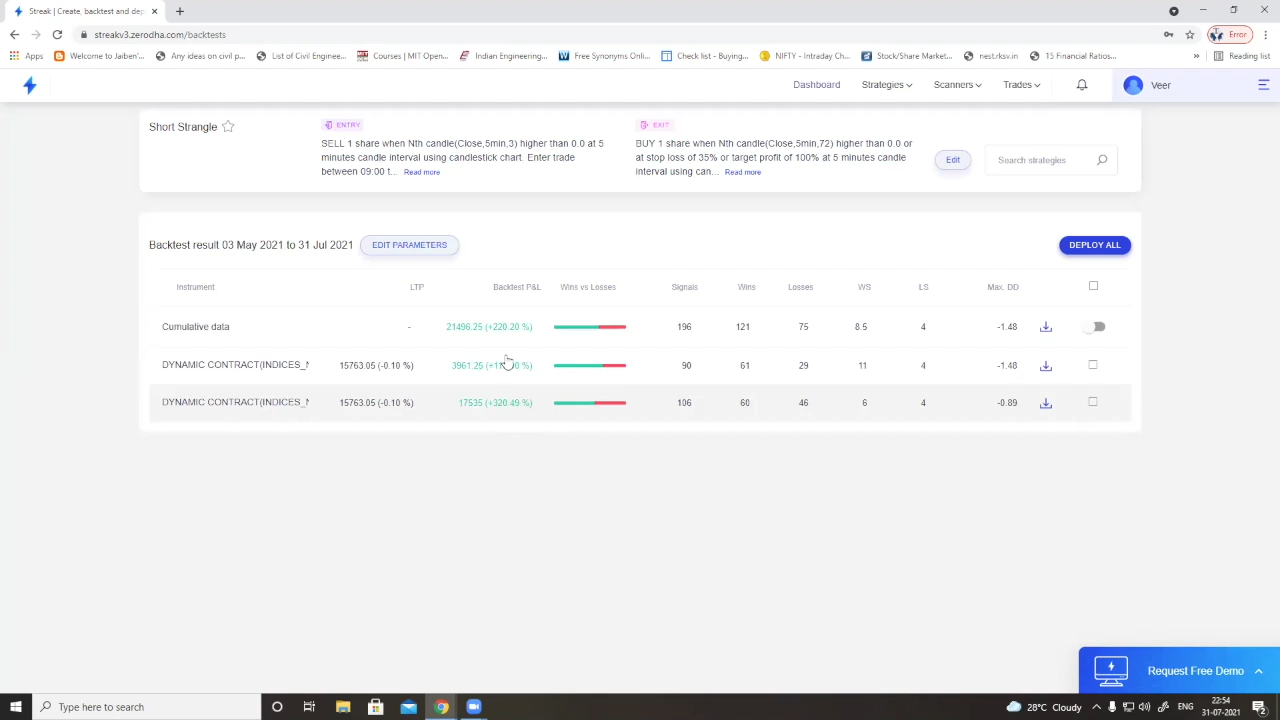 Streak | Create, backtest and dep
streakv3.zerodha.com/backtests
Error
Apps
Welcome to Jaiben'...
Any ideas on civil p...
List of Civil Enginee...
Courses | MIT Open...
Indian Engineering...
Free Synonyms Onli...
Check list - Buying...
NIFTY - Intraday Ch...
Stock/Share Market...
nest.rksv.in
15 Financial Ratios...
»
Reading list
Dashboard
Strategies
Scanners
Trades
Veer
Short Strangle
ENTRY
SELL 1 share when Nth candle(Close,5min,3) higher than 0.0 at 5
minutes candle interval using candlestick chart. Enter trade
between 09:00 t... Read more
EXIT
BUY 1 share when Nth candle(Close,5min,72) higher than 0.0 or
at stop loss of 35% or target profit of 100% at 5 minutes candle
interval using can... Read more
Edit
Search strategies
Backtest result 03 May 2021 to 31 Jul 2021
EDIT PARAMETERS
DEPLOY ALL
Instrument LTP Backtest P&L Wins vs Losses Signals Wins Losses WS LS Max. DD
Cumulative data - 21496.25 (+220.20 %) 196 121 75 8.5 4 -1.48
DYNAMIC CONTRACT(INDICES_N 15763.05 (-0.10 %) 3961.25 90 61 29 11 4 -1.48
DYNAMIC CONTRACT(INDICES_N 15763.05 (-0.10 %) 17535 (+320.49 %) 106 60 46 6 4 -0.89
Request Free Demo
Type here to search
28°C Cloudy
ENG
22:54
31-07-2021
2